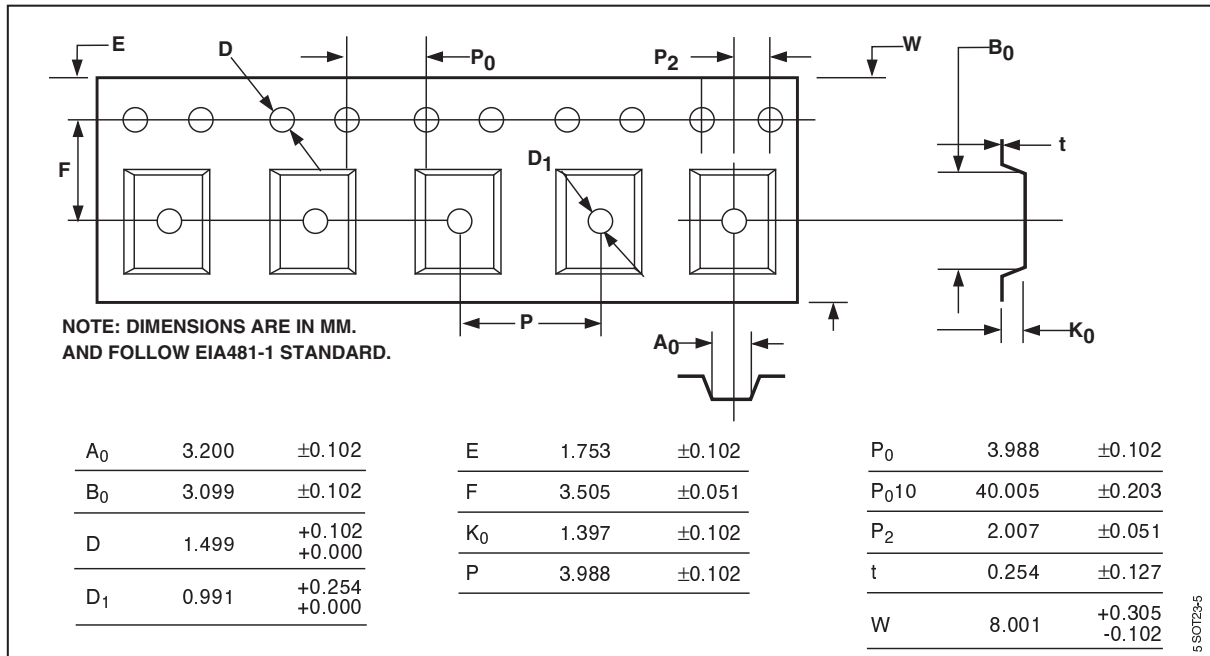 E
D
P0
P2
W
B0
t
F
D1
NOTE: DIMENSIONS ARE IN MM.
AND FOLLOW EIA481-1 STANDARD.
P
A0
K0
A0 3.200 ±0.102
B0 3.099 ±0.102
D 1.499 +0.102
+0.000
D1 0.991 +0.254
+0.000
E 1.753 ±0.102
F 3.505 ±0.051
K0 1.397 ±0.102
P 3.988 ±0.102
P0 3.988 ±0.102
P010 40.005 ±0.203
P2 2.007 ±0.051
t 0.254 ±0.127
W 8.001 +0.305
-0.102
5 SOT23-5